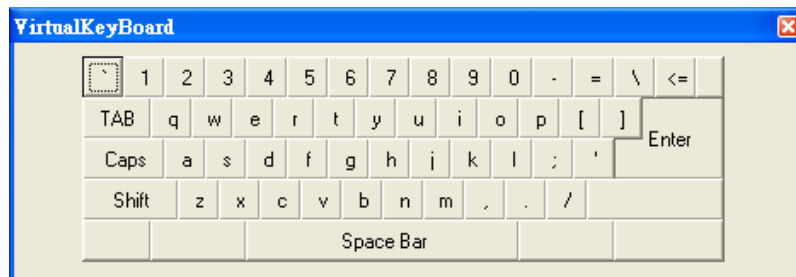 VirtualKeyBoard
` 1 2 3 4 5 6 7 8 9 0 - = \ <=
TAB q w e r t y u i o p [ ] Enter
Caps a s d f g h j k l ; '
Shift z x c v b n m , . /
Space Bar